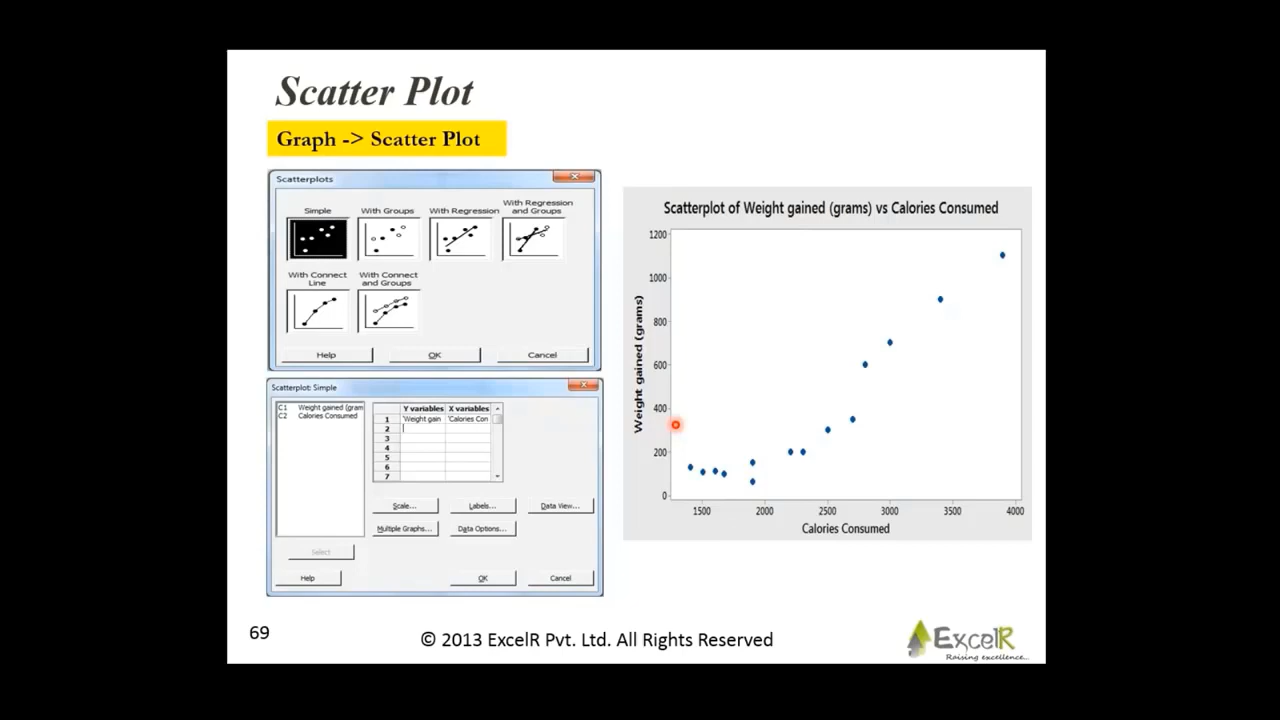 Scatter Plot
Graph -> Scatter Plot
Scatterplots
Simple
With Groups
With Regression
With Regression
and Groups
With Connect
Line
With Connect
and Groups
Help
OK
Cancel
Scatterplot: Simple
C1 Weight gained (gram
C2 Calories Consumed
Y variables X variables
1 'Weight gain 'Calories Con
2
3
4
5
6
7
Scale...
Labels...
Data View...
Multiple Graphs...
Data Options...
Select
Help
OK
Cancel
Scatterplot of Weight gained (grams) vs Calories Consumed
Weight gained (grams)
1200
1000
800
600
400
200
0
1500 2000 2500 3000 3500 4000
Calories Consumed
69
© 2013 ExcelR Pvt. Ltd. All Rights Reserved
ExcelR
Raising excellence...